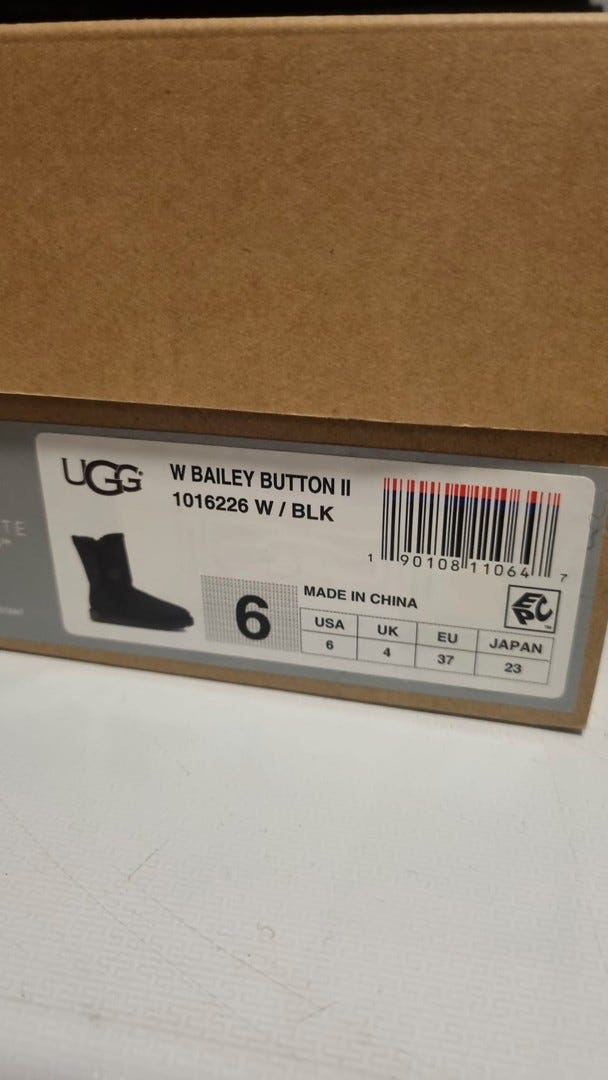 UGG®
W BAILEY BUTTON II
1016226 W / BLK
1 90108 11064 7
6
MADE IN CHINA
USA UK EU JAPAN
6 4 37 23
EPC™